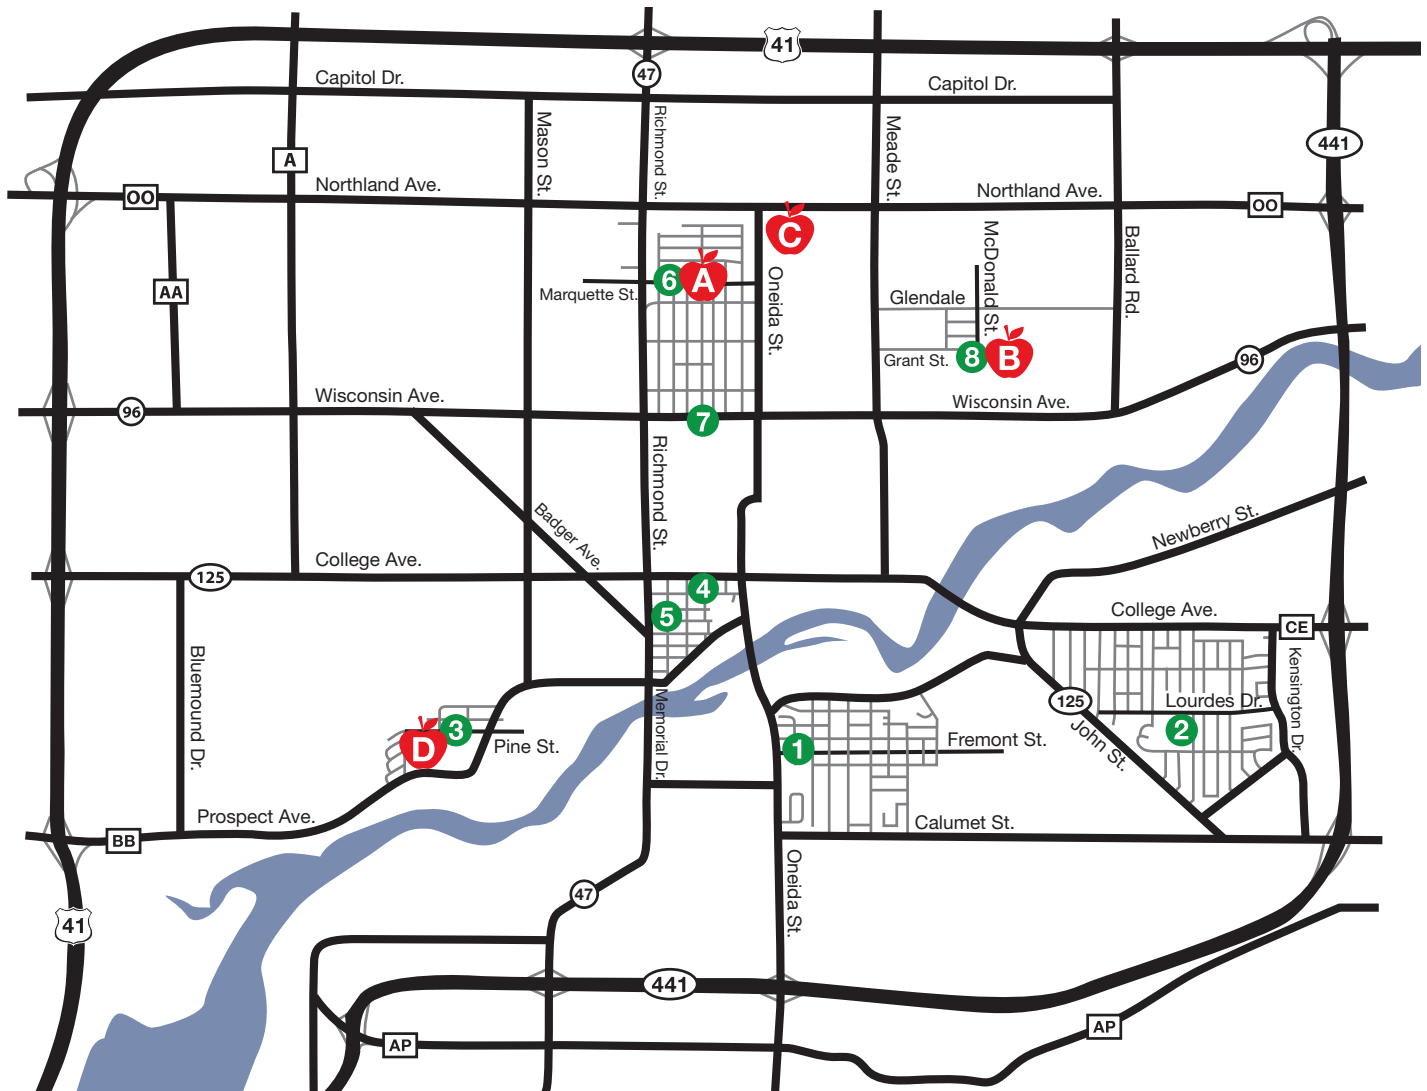 41
47
Capitol Dr.
Capitol Dr.
Mason St.
Richmond St.
Meade St.
441
A
Northland Ave.
Northland Ave.
OO
OO
C
McDonald St.
Ballard Rd.
AA
6
A
Marquette St.
Oneida St.
Glendale
Grant St.
8
B
96
Wisconsin Ave.
Wisconsin Ave.
96
7
Richmond St.
Badger Ave.
Newberry St.
College Ave.
125
4
5
College Ave.
CE
Bluemound Dr.
Kensington Dr.
Memorial Dr.
125
Lourdes Dr.
John St.
2
D
3
Pine St.
1
Fremont St.
Prospect Ave.
BB
Calumet St.
Oneida St.
47
41
441
AP
AP